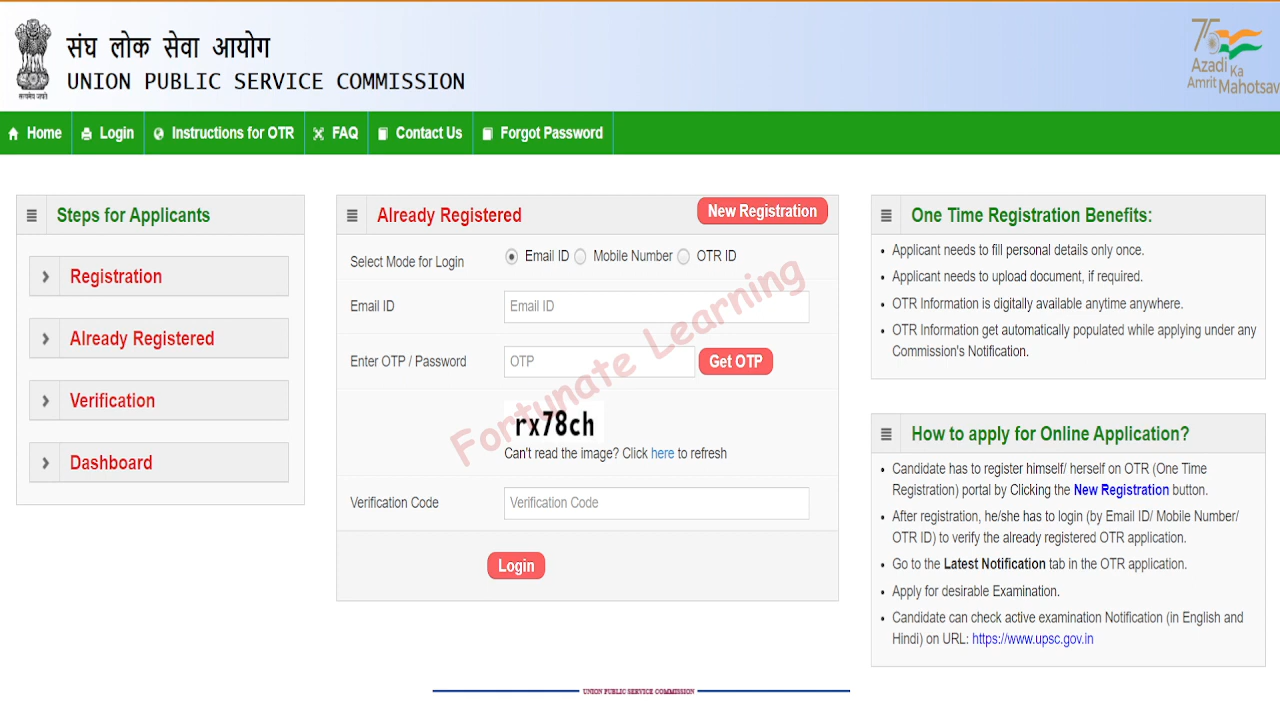 संघ लोक सेवा आयोग
UNION PUBLIC SERVICE COMMISSION
सत्यमेव जयते
75
Azadi Ka
Amrit Mahotsav
Home Login Instructions for OTR FAQ Contact Us Forgot Password
Steps for Applicants
Registration
Already Registered
Verification
Dashboard
Already Registered New Registration
Select Mode for Login Email ID Mobile Number OTR ID
Email ID Email ID
Enter OTP / Password OTP Get OTP
rx78ch
Can't read the image? Click here to refresh
Verification Code Verification Code
Login
Fortunate Learning
One Time Registration Benefits:
• Applicant needs to fill personal details only once.
• Applicant needs to upload document, if required.
• OTR Information is digitally available anytime anywhere.
• OTR Information get automatically populated while applying under any
Commission's Notification.
How to apply for Online Application?
• Candidate has to register himself/ herself on OTR (One Time
Registration) portal by Clicking the New Registration button.
• After registration, he/she has to login (by Email ID/ Mobile Number/
OTR ID) to verify the already registered OTR application.
• Go to the Latest Notification tab in the OTR application.
• Apply for desirable Examination.
• Candidate can check active examination Notification (in English and
Hindi) on URL: https://www.upsc.gov.in
UNION PUBLIC SERVICE COMMISSION